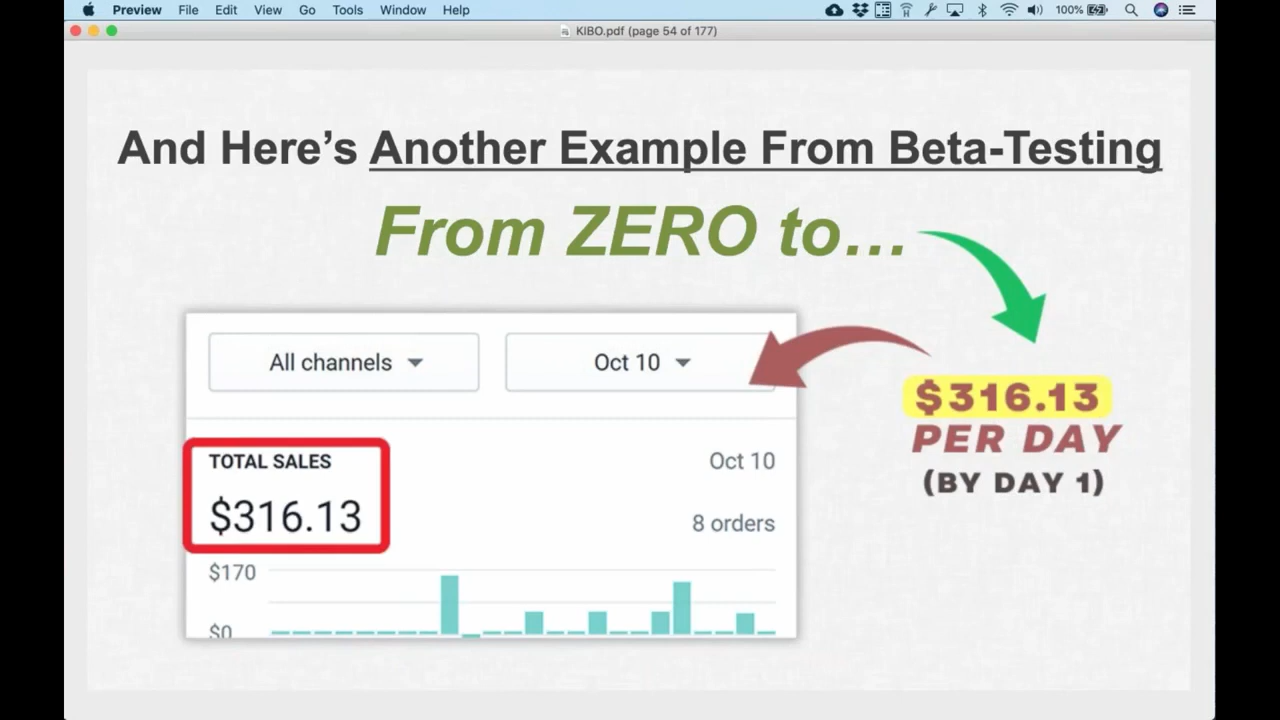 Preview File Edit View Go Tools Window Help 100%
KIBO.pdf (page 54 of 177)
And Here’s Another Example From Beta-Testing
From ZERO to…
All channels Oct 10
$316.13
PER DAY
(BY DAY 1)
TOTAL SALES Oct 10
$316.13 8 orders
$170
$0